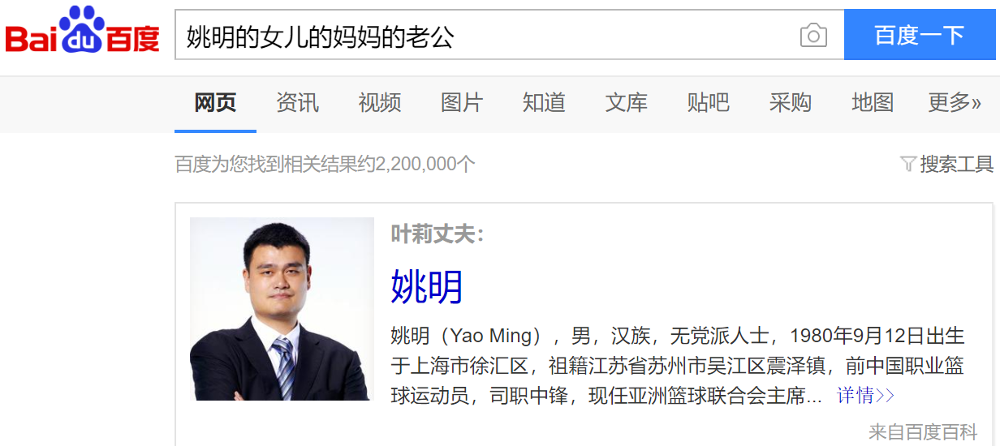 Bai du 百度 姚明的女儿的妈妈的老公 百度一下
网页 资讯 视频 图片 知道 文库 贴吧 采购 地图 更多»
百度为您找到相关结果约2,200,000个 搜索工具
叶莉丈夫：
姚明
姚明（Yao Ming），男，汉族，无党派人士，1980年9月12日出生
于上海市徐汇区，祖籍江苏省苏州市吴江区震泽镇，前中国职业篮
球运动员，司职中锋，现任亚洲篮球联合会主席... 详情>>
来自百度百科